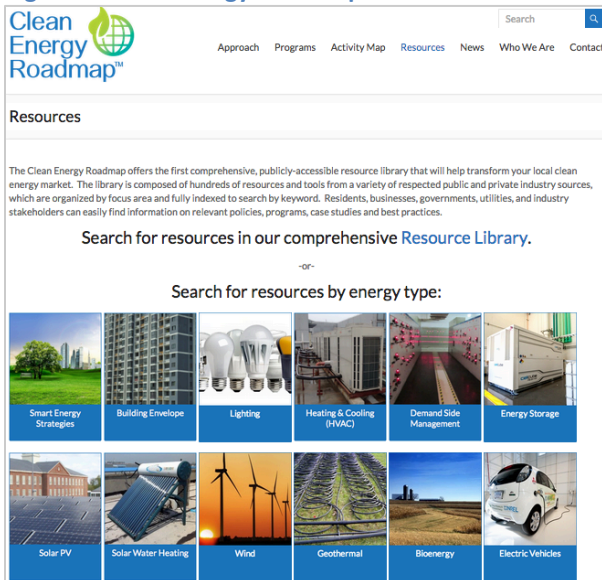 Clean
Energy
Roadmap™
Search
Approach Programs Activity Map Resources News Who We Are Contact
Resources
The Clean Energy Roadmap offers the first comprehensive, publicly-accessible resource library that will help transform your local clean
energy market. The library is composed of hundreds of resources and tools from a variety of respected public and private industry sources,
which are organized by focus area and fully indexed to search by keyword. Residents, businesses, governments, utilities, and industry
stakeholders can easily find information on relevant policies, programs, case studies and best practices.
Search for resources in our comprehensive Resource Library.
-or-
Search for resources by energy type:
Smart Energy
Strategies
Building Envelope
Lighting
Heating & Cooling
(HVAC)
Demand Side
Management
Energy Storage
Solar PV
Solar Water Heating
Wind
Geothermal
Bioenergy
Electric Vehicles